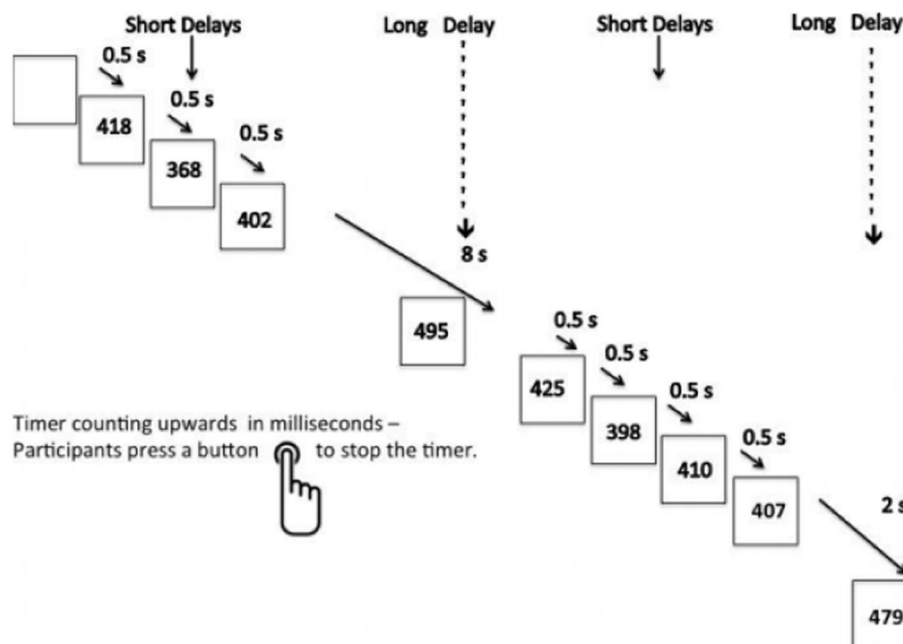 Short Delays
Long Delay
Short Delays
Long Delay
0.5 s
418
0.5 s
368
0.5 s
402
8 s
495
0.5 s
425
0.5 s
398
0.5 s
410
0.5 s
407
2 s
479
Timer counting upwards in milliseconds –
Participants press a button to stop the timer.